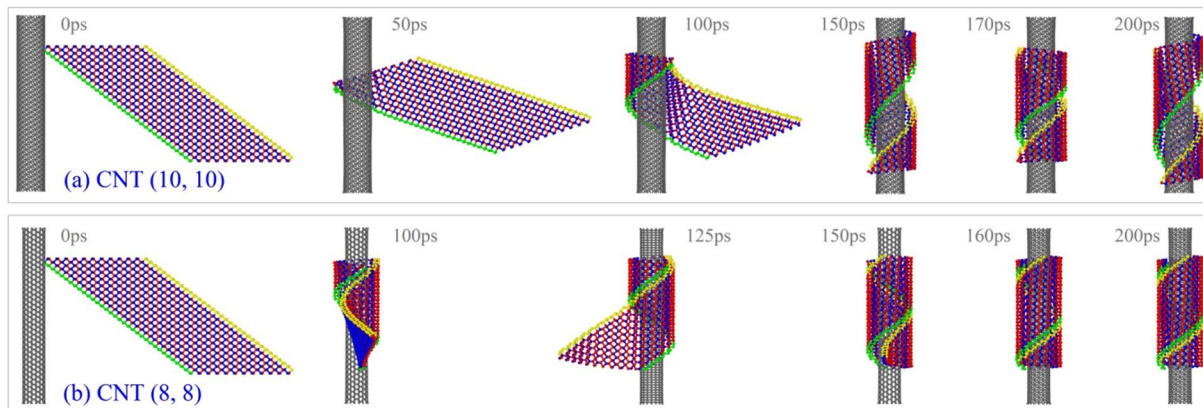 0ps
50ps
100ps
150ps
170ps
200ps
(a) CNT (10, 10)
0ps
100ps
125ps
150ps
160ps
200ps
(b) CNT (8, 8)